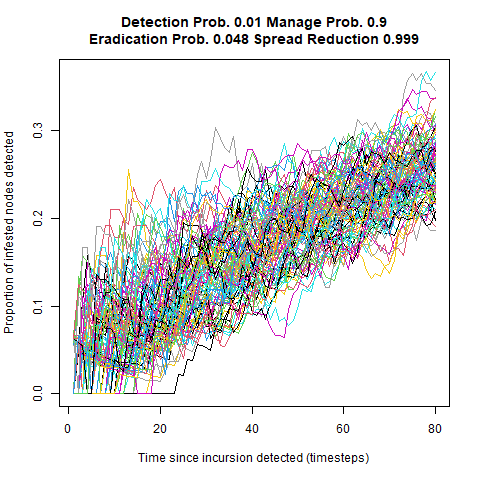 Detection Prob. 0.01 Manage Prob. 0.9
Eradication Prob. 0.048 Spread Reduction 0.999
Proportion of infested nodes detected
0.3
0.2
0.1
0.0
0 20 40 60 80
Time since incursion detected (timesteps)